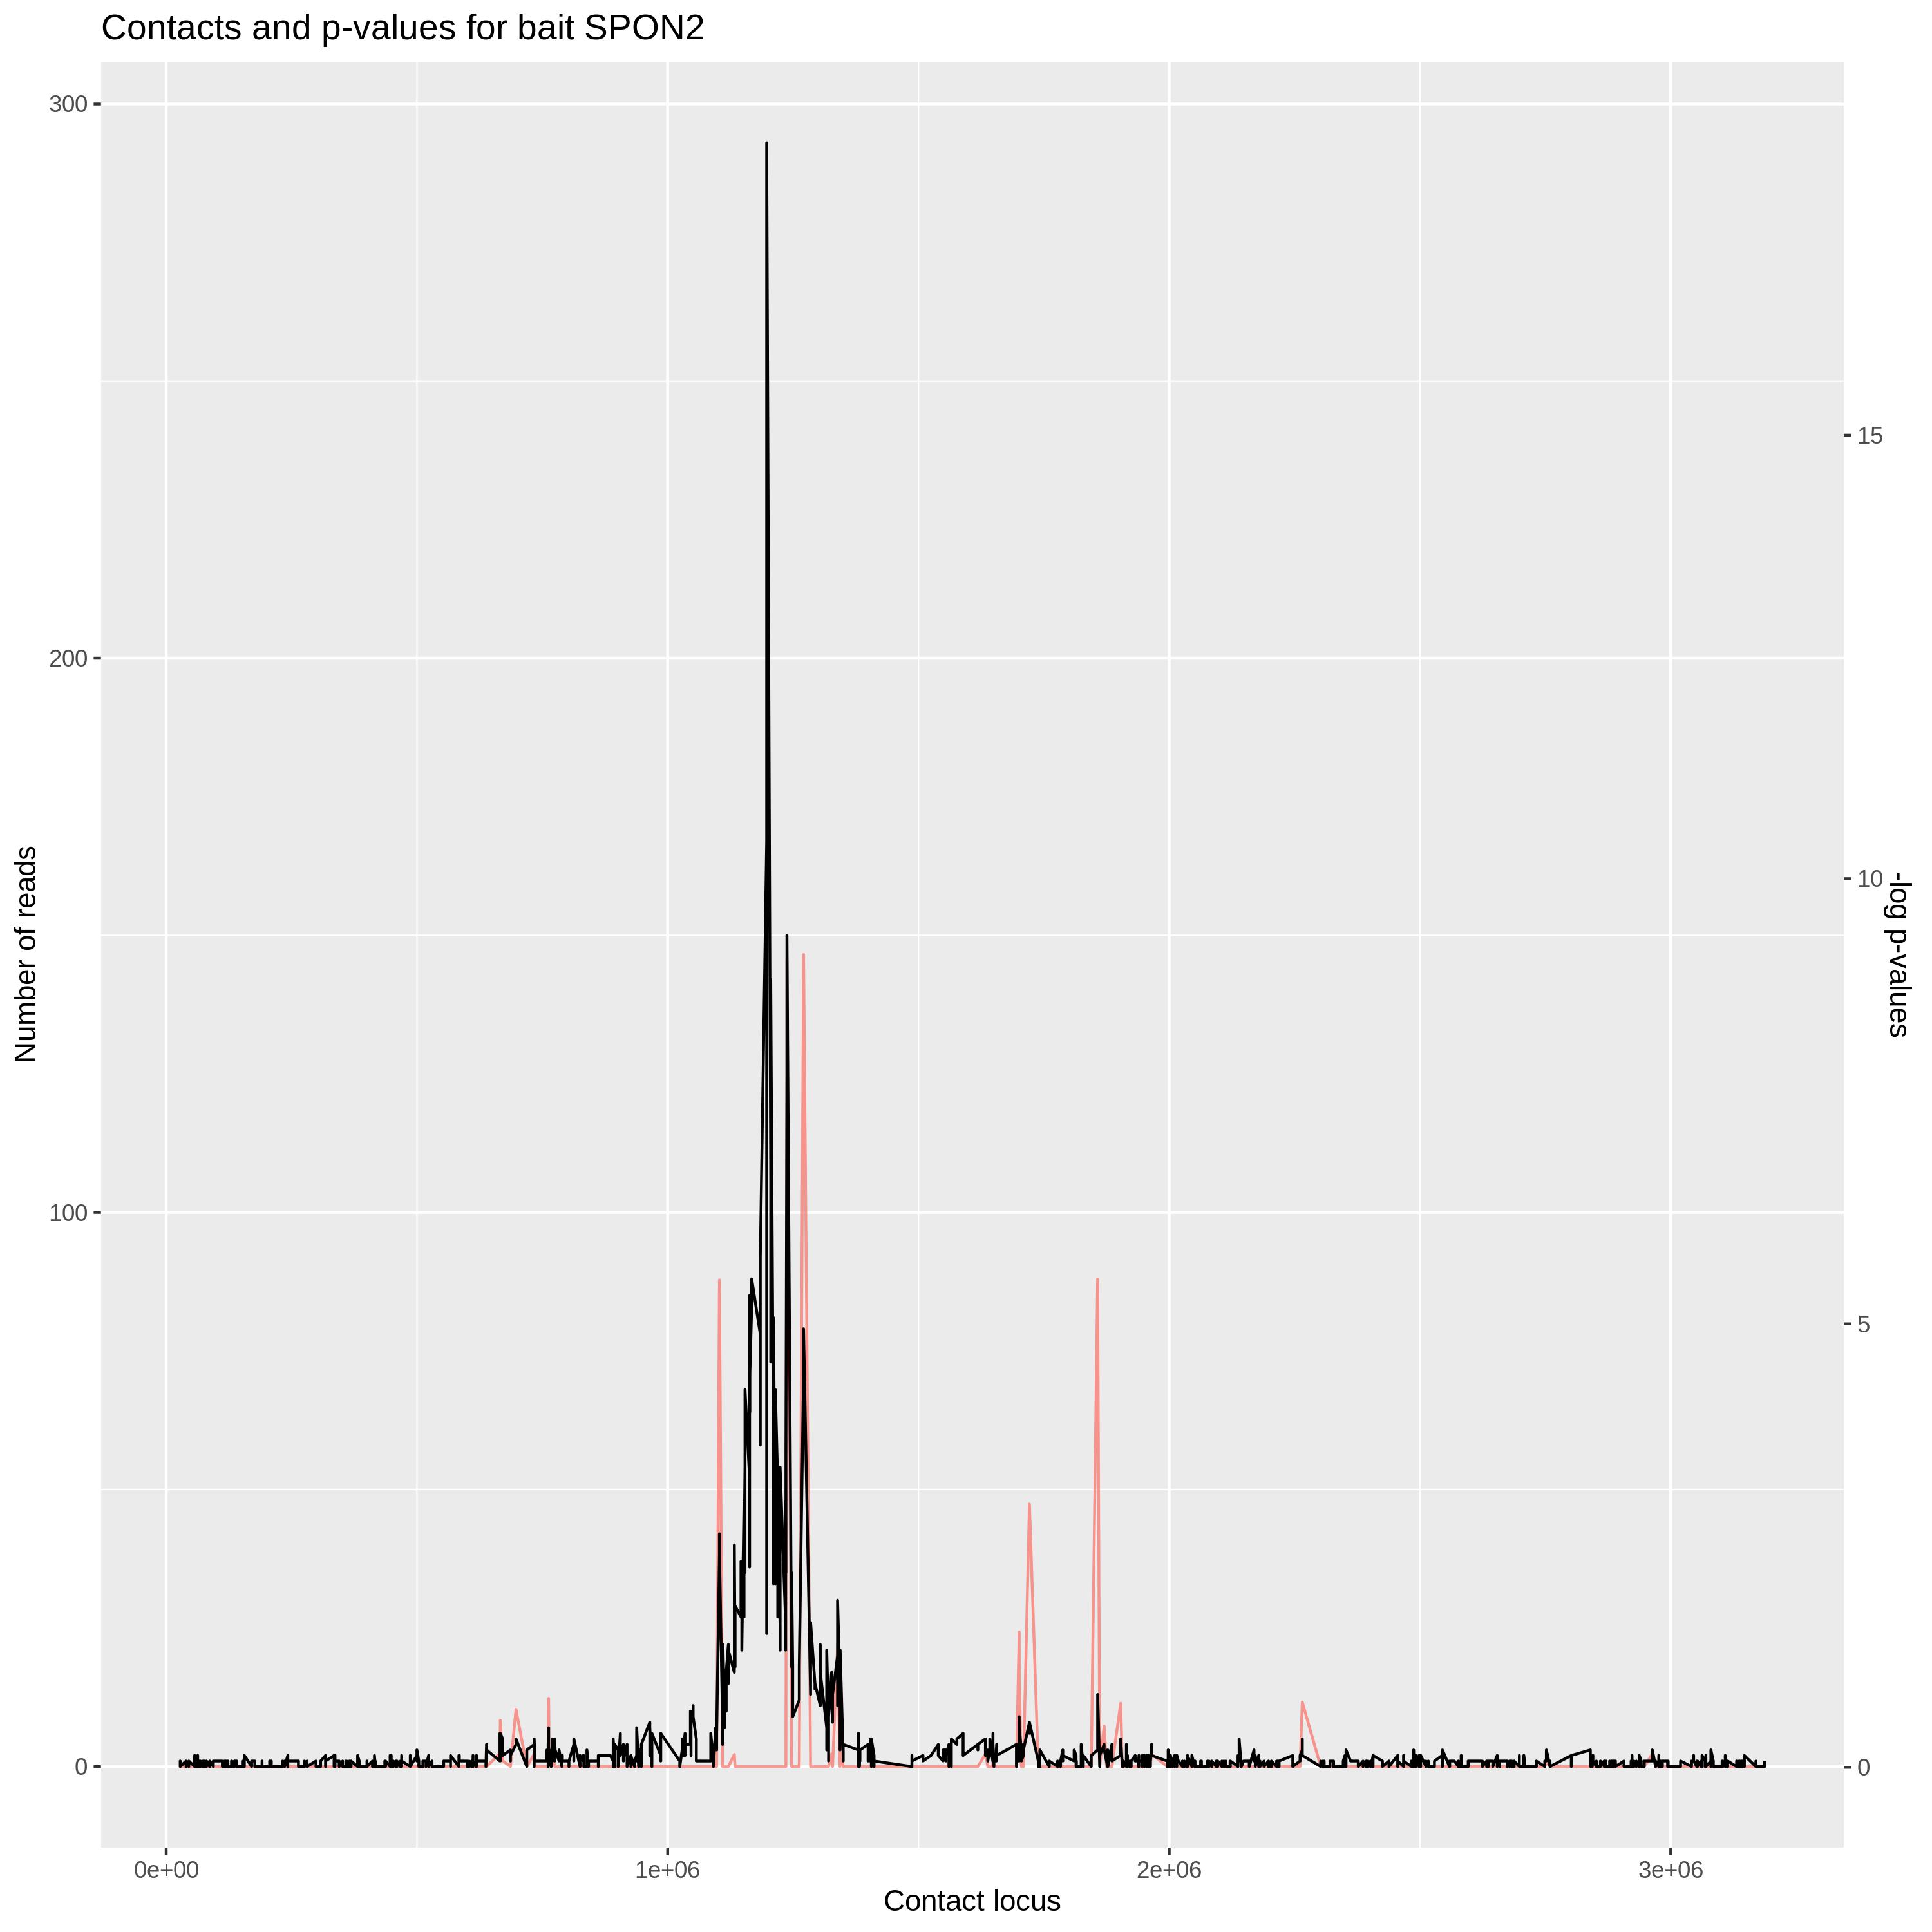 Contacts and p-values for bait SPON2
300
200
100
0
Number of reads
15
10
5
0
-log p-values
0e+00 1e+06 2e+06 3e+06
Contact locus